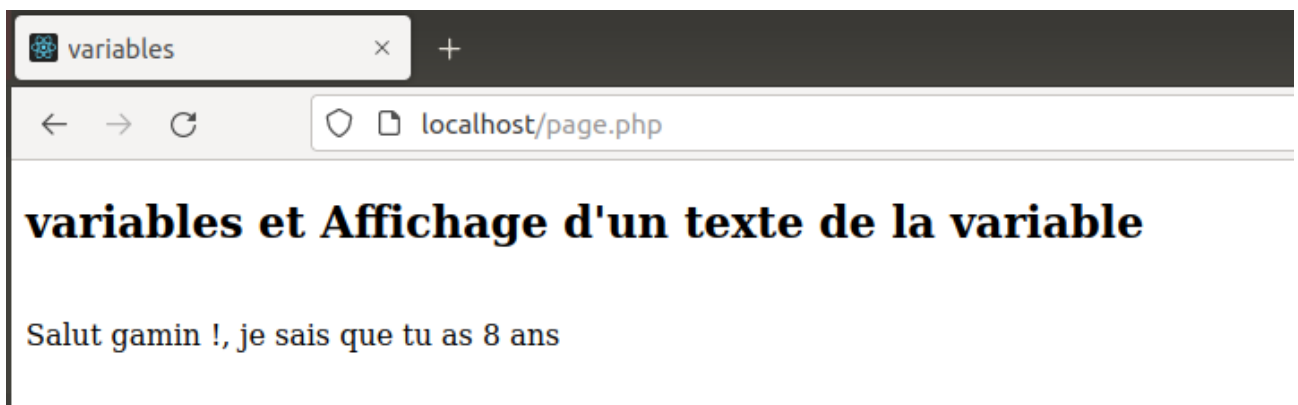 variables
localhost/page.php
variables et Affichage d'un texte de la variable
Salut gamin !, je sais que tu as 8 ans